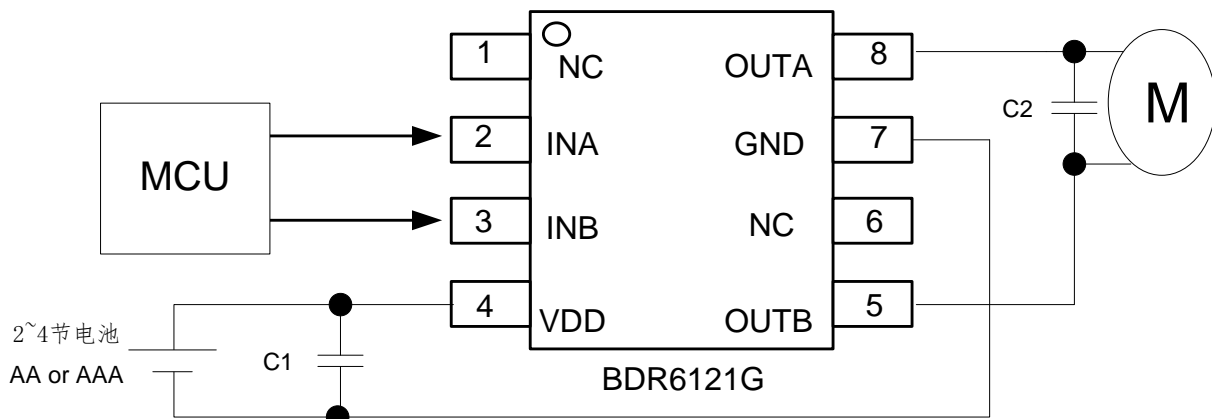 1
NC
OUTA
8
MCU
2
INA
GND
7
C2
M
3
INB
NC
6
4
VDD
OUTB
5
2~4节电池
AA or AAA
C1
BDR6121G